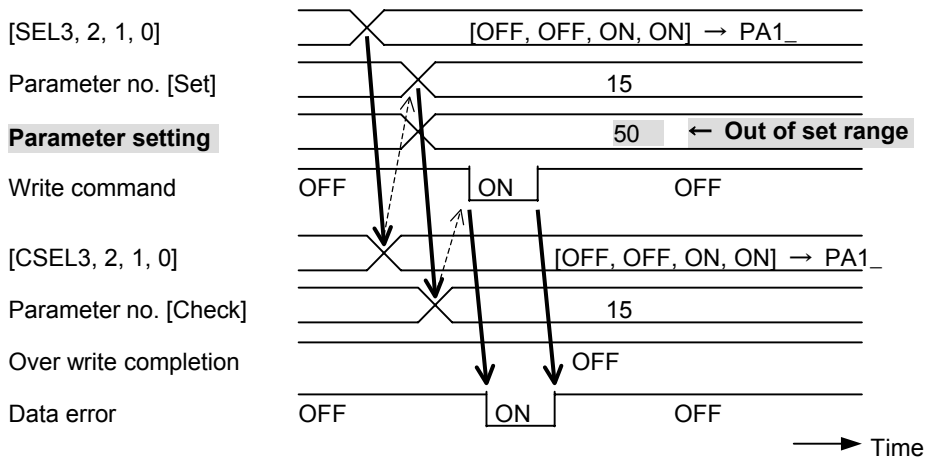 [SEL3, 2, 1, 0] [OFF, OFF, ON, ON] → PA1_
Parameter no. [Set] 15
Parameter setting 50 ← Out of set range
Write command OFF ON OFF
[CSEL3, 2, 1, 0] [OFF, OFF, ON, ON] → PA1_
Parameter no. [Check] 15
Over write completion OFF
Data error OFF ON OFF
Time